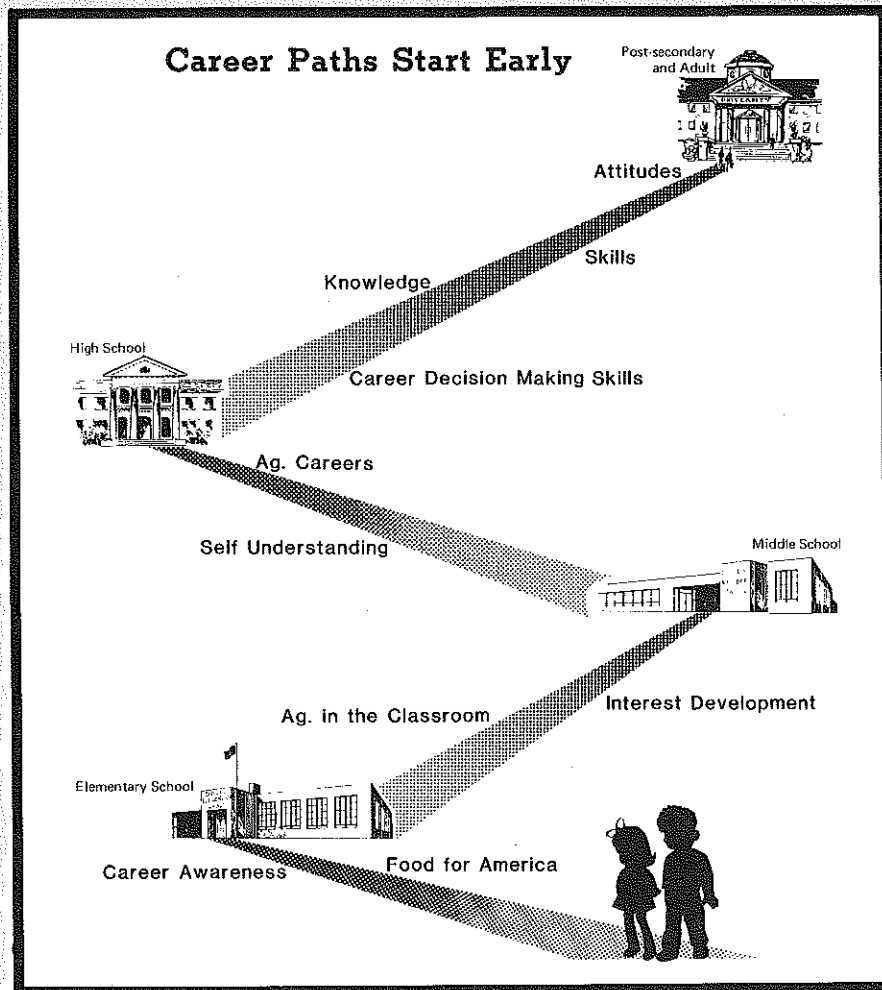 Career Paths Start Early
Post-secondary
and Adult
UNIVERSITY
Attitudes
Skills
Knowledge
High School
Career Decision Making Skills
Ag. Careers
Self Understanding
Middle School
Interest Development
Ag. in the Classroom
Elementary School
Food for America
Career Awareness